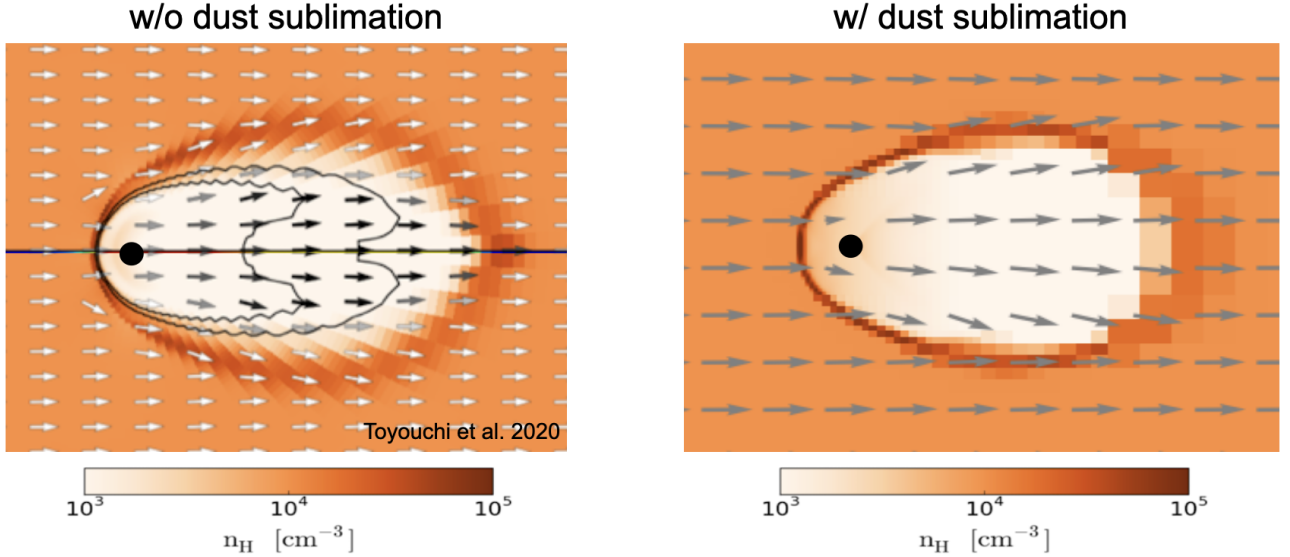 w/o dust sublimation
w/ dust sublimation
Toyouchi et al. 2020
10³ 10⁴ 10⁵
n_H [cm⁻³]
10³ 10⁴ 10⁵
n_H [cm⁻³]